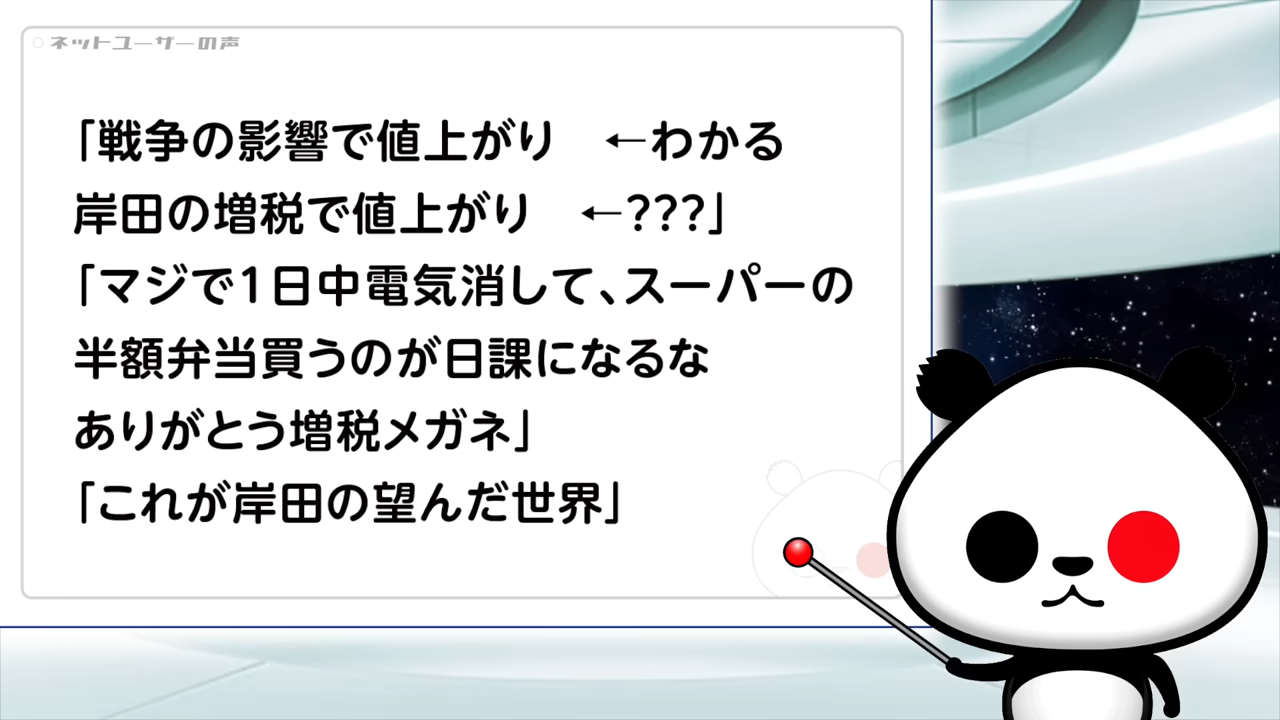 ネットユーザーの声
「戦争の影響で値上がり　←わかる
岸田の増税で値上がり　←???」
「マジで1日中電気消して、スーパーの
半額弁当買うのが日課になるな
ありがとう増税メガネ」
「これが岸田の望んだ世界」